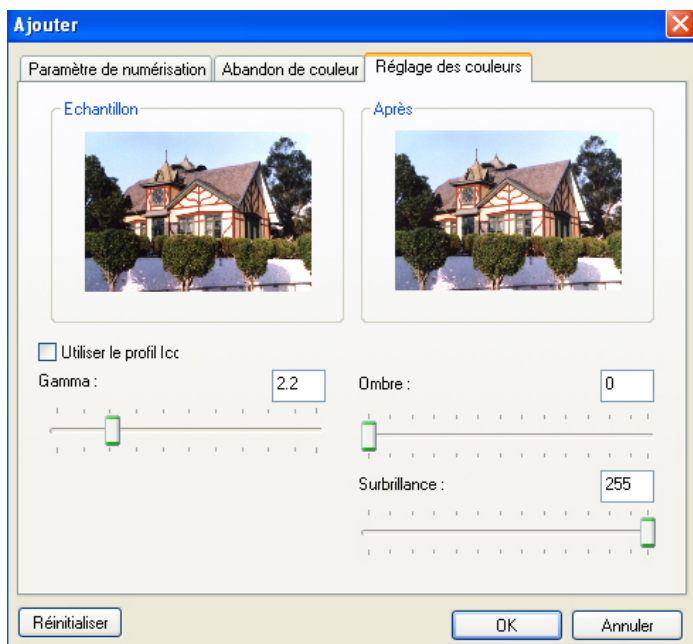 Ajouter
Paramètre de numérisation
Abandon de couleur
Réglage des couleurs
Echantillon
Après
Utiliser le profil Icc
Gamma :
2.2
Ombre :
0
Surbrillance :
255
Réinitialiser
OK
Annuler